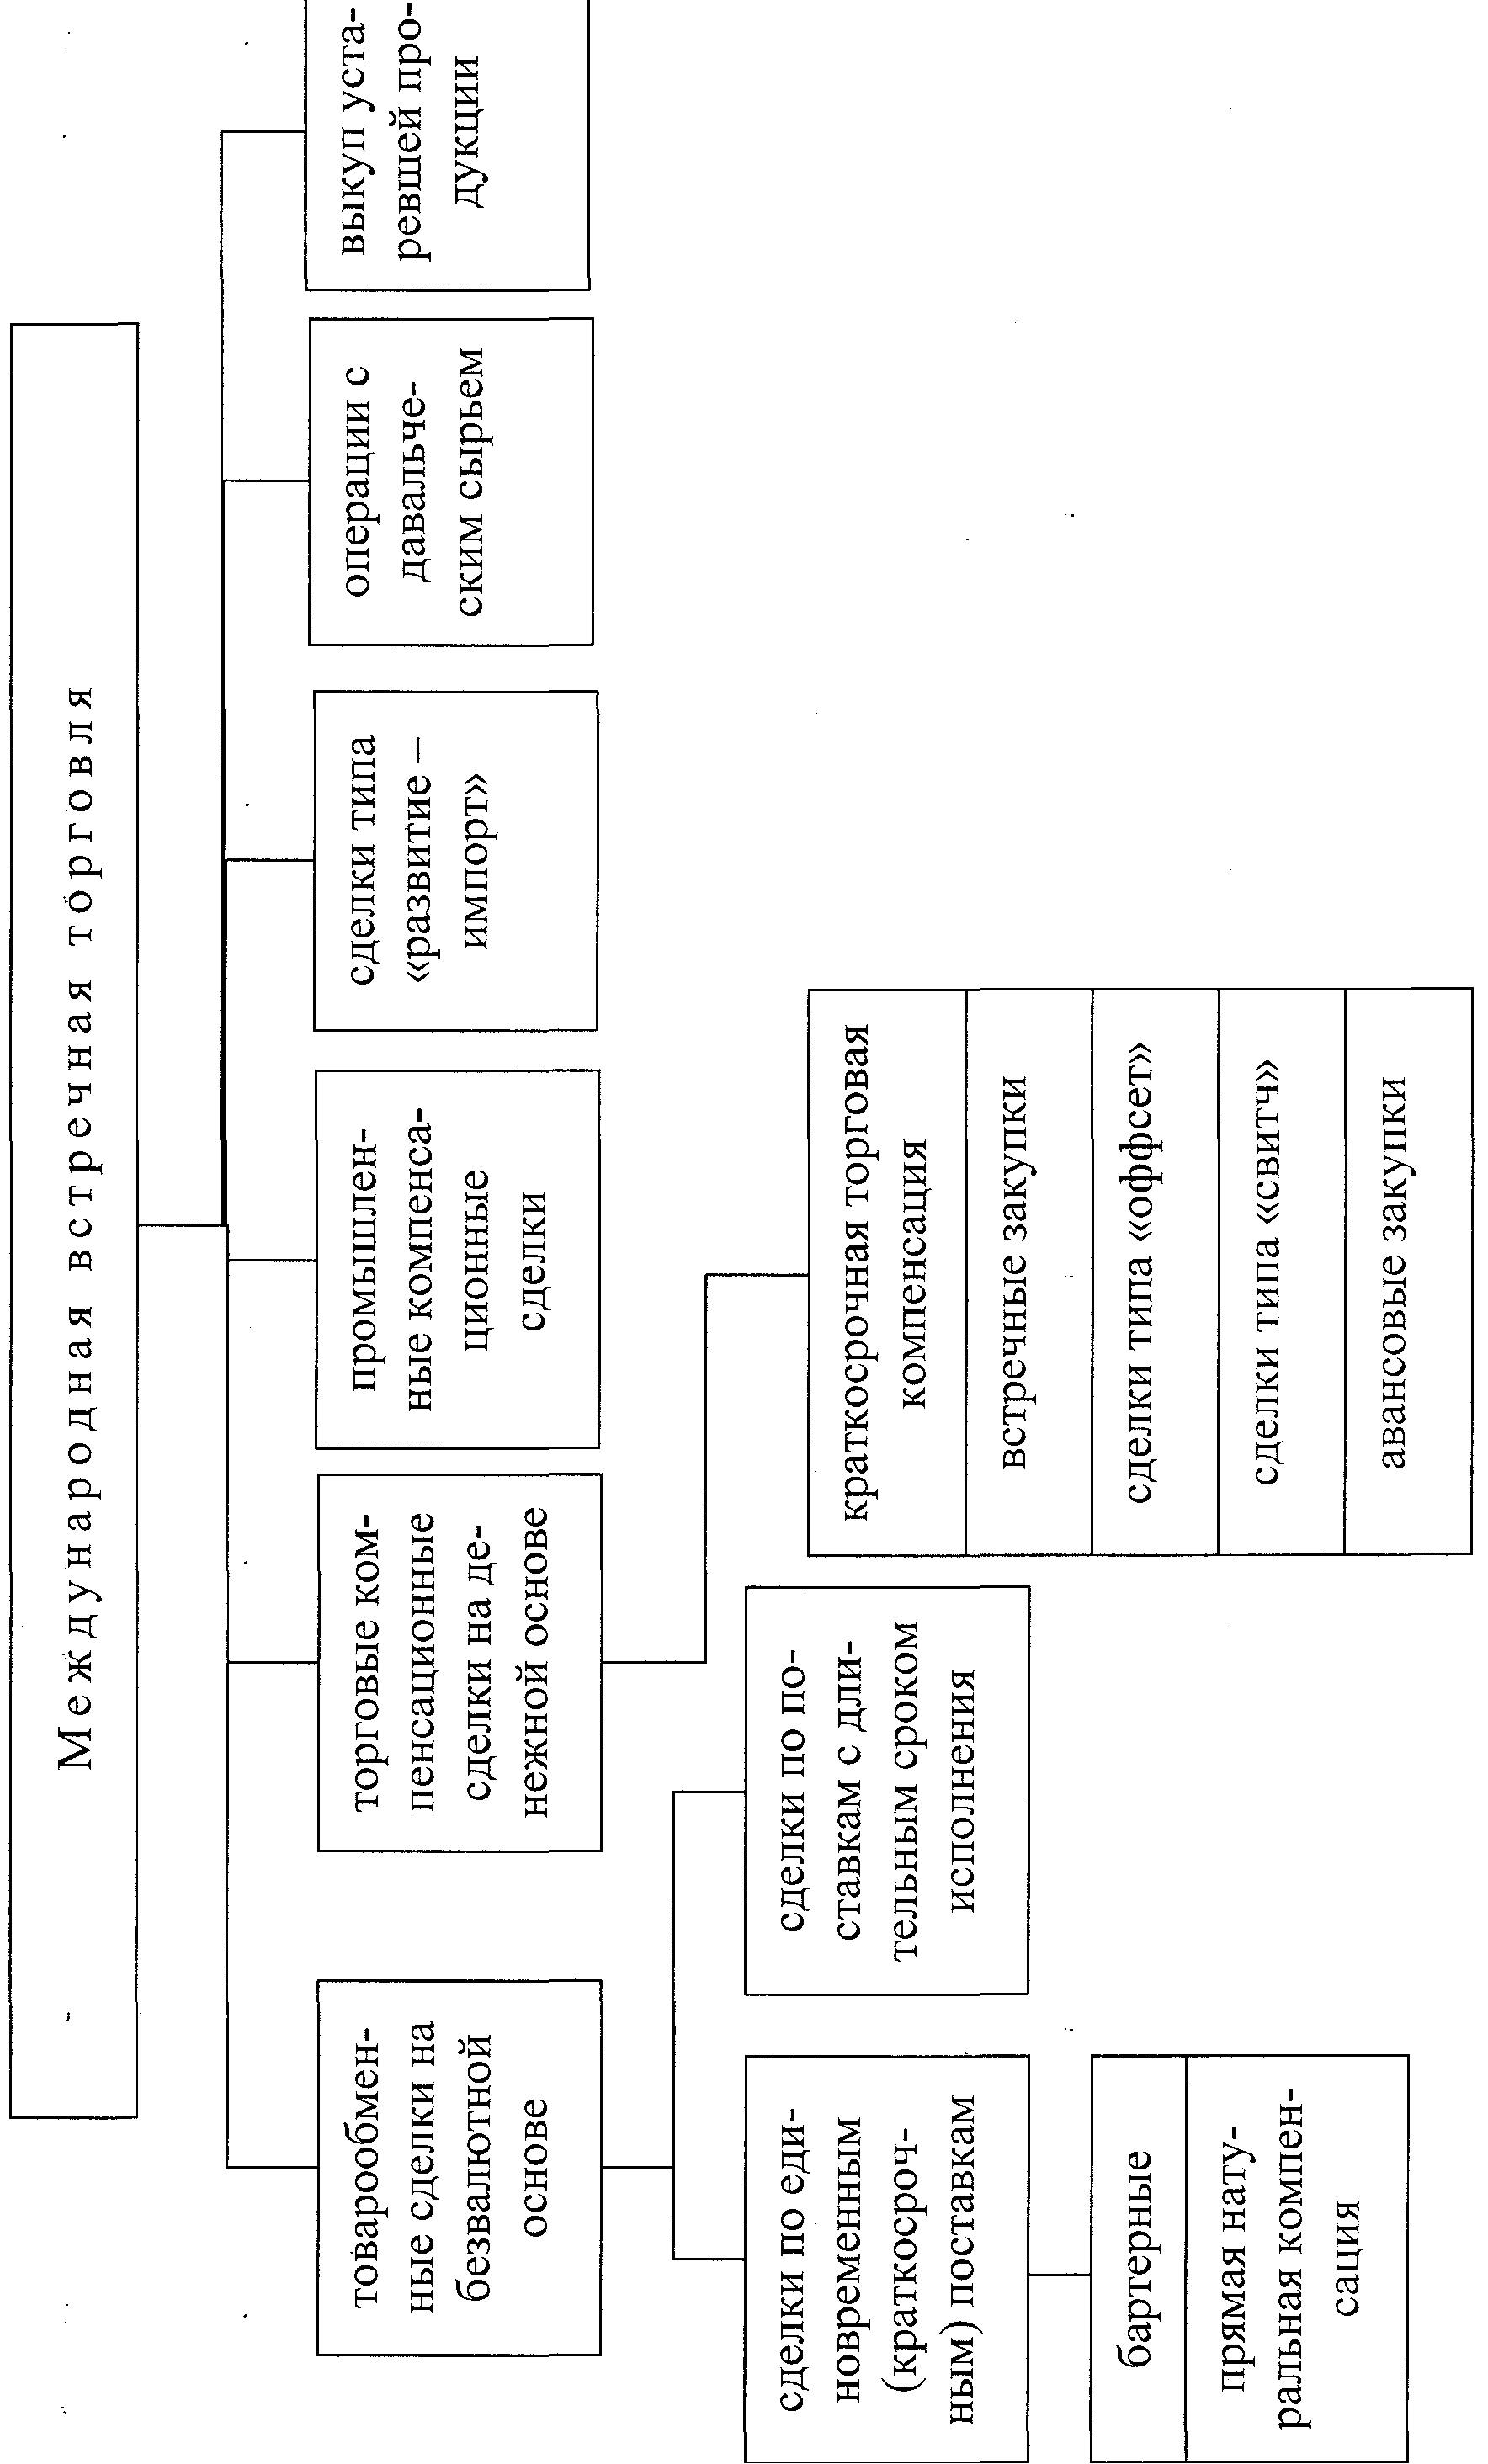 Международная встречная торговля
товарообмен-
ные сделки на
безвалютной
основе
торговые ком-
пенсационные
сделки на де-
нежной основе
промышлен-
ные компенса-
ционные
сделки
сделки типа
«развитие –
импорт»
операции с
давальче-
ским сырьем
выкуп уста-
ревшей про-
дукции
сделки по еди-
новременным
(краткосроч-
ным) поставкам
сделки по по-
ставкам с дли-
тельным сроком
исполнения
краткосрочная торговая
компенсация
встречные закупки
сделки типа «оффсет»
сделки типа «свитч»
авансовые закупки
бартерные
прямая нату-
ральная компен-
сация